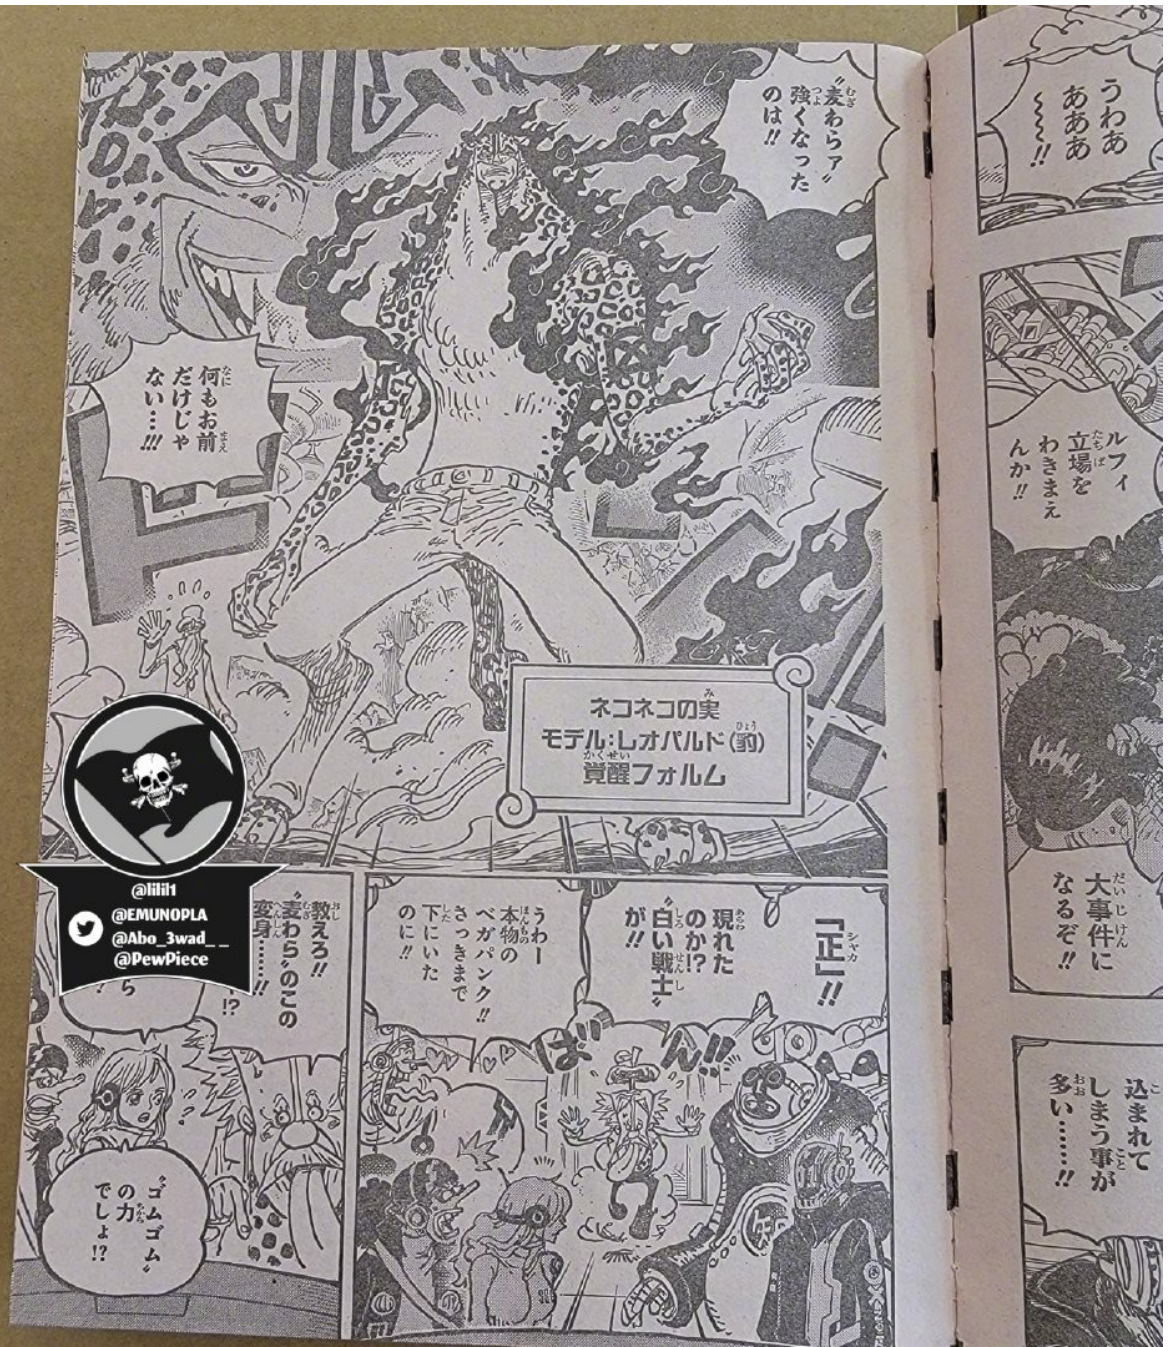 うわあ
あああ
あああ
〜〜〜!!
ルフィ
立場を
わきまえ
んか!!
大事件に
なるぞ!!
込まれて
しまう事が
多い……!!
“麦わらァ”
強くなった
のは!!
何もお前
だけじゃ
ない…!!!
ネコネコの実
モデル:レオパルド(豹)
覚醒フォルム
『正』!!
現れた
のか!?
“白い戦士”
が!!
うわー
本物の
ベガパンク!!
さっきまで
下にいた
のに!!
ばん!!
教えろ!!
“麦わら”のこの
変身……!!
“ゴムゴム”
の力
でしょ!?
@lilil1
@EMUNOPLA
@Abo_3wad_ _
@PewPiece